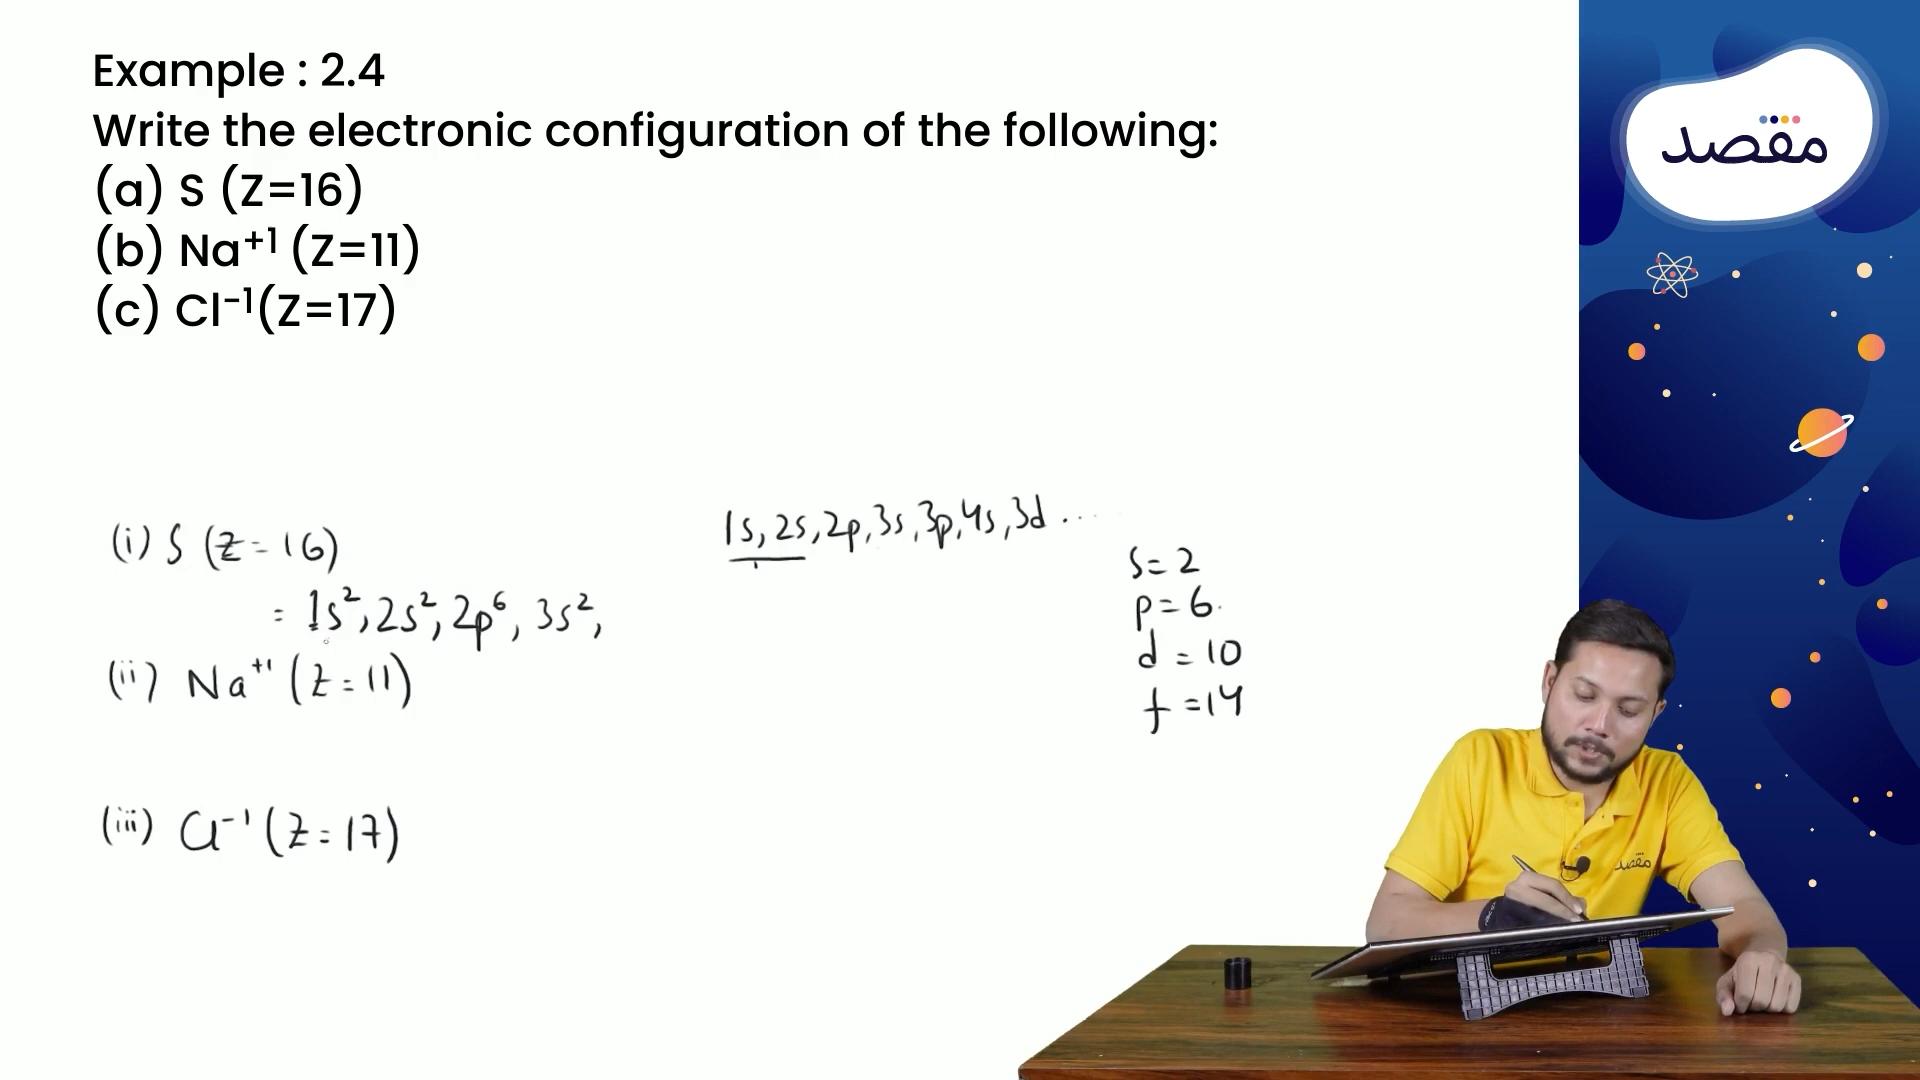 Example : 2.4
Write the electronic configuration of the following:
(a) S (Z=16)
(b) Na⁺¹ (Z=11)
(c) Cl⁻¹(Z=17)
مقصد
1s, 2s, 2p, 3s, 3p, 4s, 3d ....
(i) S (Z = 16)
= 1s², 2s², 2p⁶, 3s²,
(ii) Na⁺¹ (Z = 11)
(iii) Cl⁻¹ (Z = 17)
s = 2
p = 6
d = 10
f = 14
مقصد